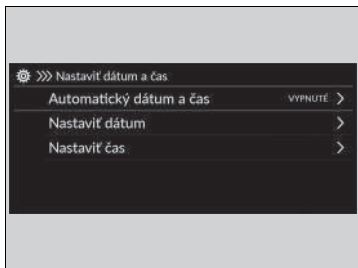 Nastaviť dátum a čas
Automatický dátum a čas VYPNUTÉ
Nastaviť dátum
Nastaviť čas